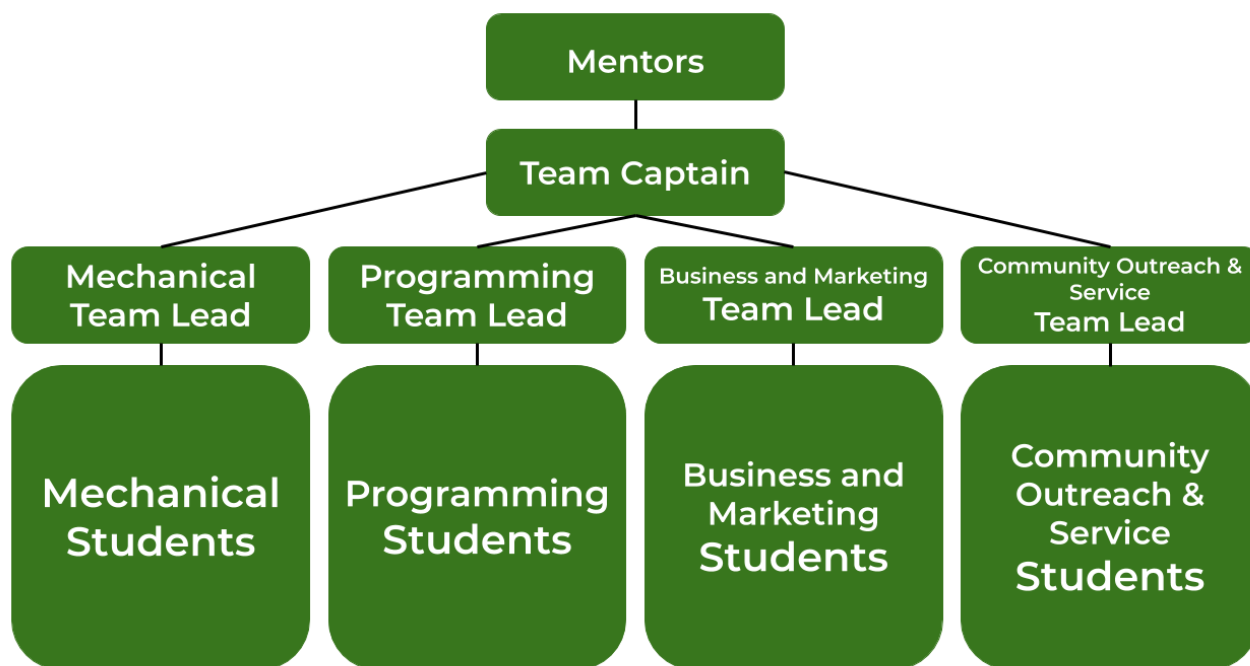 Mentors
Team Captain
Mechanical
Team Lead
Programming
Team Lead
Business and Marketing
Team Lead
Community Outreach &
Service
Team Lead
Mechanical
Students
Programming
Students
Business and
Marketing
Students
Community
Outreach &
Service
Students